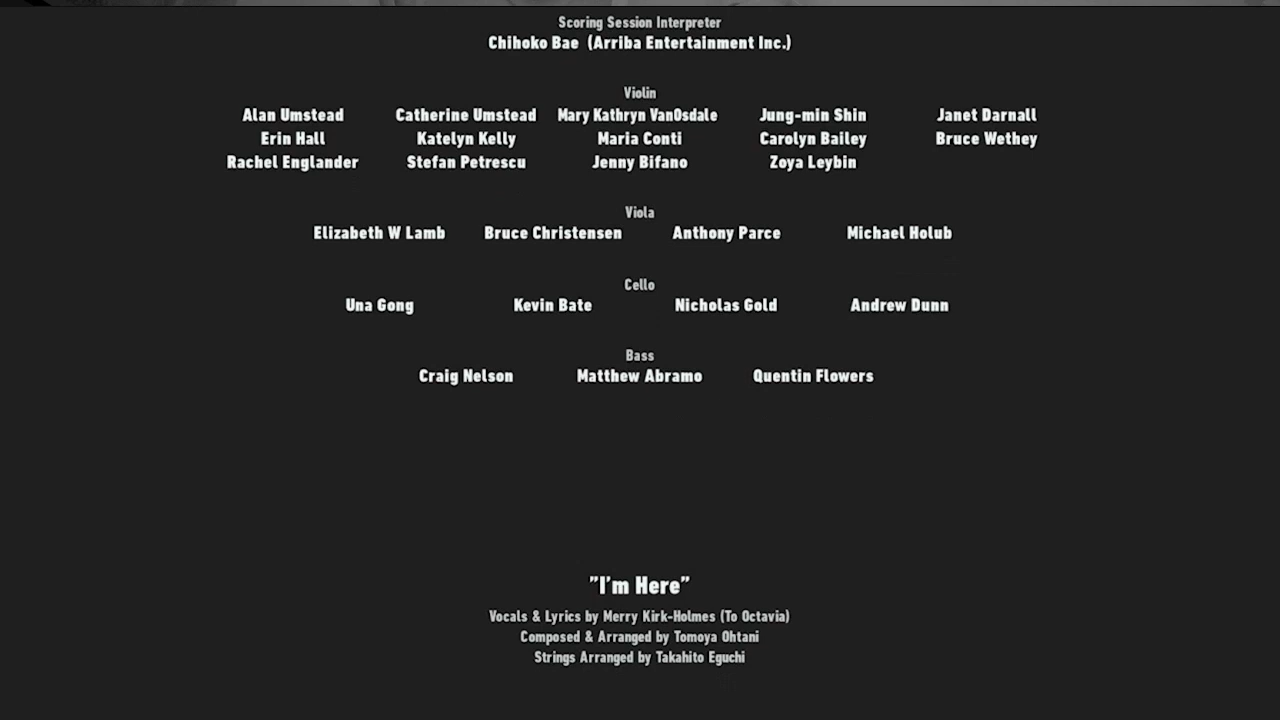 Scoring Session Interpreter
Chihoko Bae (Arriba Entertainment Inc.)
Violin
Alan Umstead Catherine Umstead Mary Kathryn VanOsdale Jung-min Shin Janet Darnall
Erin Hall Katelyn Kelly Maria Conti Carolyn Bailey Bruce Wethey
Rachel Englander Stefan Petrescu Jenny Bifano Zoya Leybin
Viola
Elizabeth W Lamb Bruce Christensen Anthony Parce Michael Holub
Cello
Una Gong Kevin Bate Nicholas Gold Andrew Dunn
Bass
Craig Nelson Matthew Abramo Quentin Flowers
"I'm Here"
Vocals & Lyrics by Merry Kirk-Holmes (To Octavia)
Composed & Arranged by Tomoya Ohtani
Strings Arranged by Takahito Eguchi